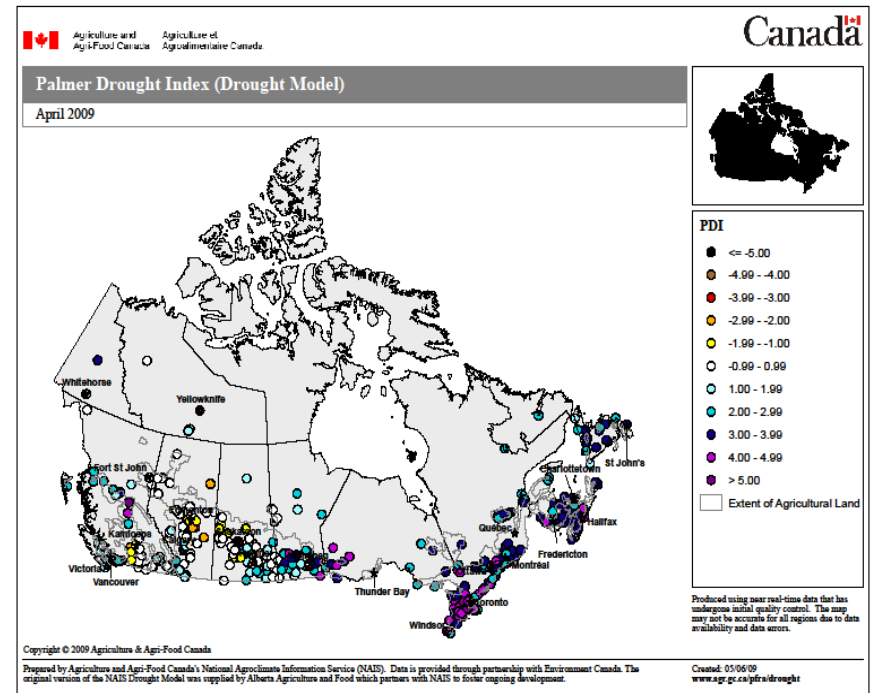 Agriculture and Agriculture et
Agri-Food Canada Agroalimentaire Canada
Canada
Palmer Drought Index (Drought Model)
April 2009
PDI
<= -5.00
-4.99 - -4.00
-3.99 - -3.00
-2.99 - -2.00
-1.99 - -1.00
-0.99 - 0.99
1.00 - 1.99
2.00 - 2.99
3.00 - 3.99
4.00 - 4.99
> 5.00
Extent of Agricultural Land
Whitehorse
Yellowknife
Fort St John
St John's
Charlottetown
Edmonton
Kamloops
Québec
Halifax
Fredericton
Victoria
Montréal
Vancouver
Thunder Bay
Toronto
Windsor
Produced using near real-time data that has
undergone initial quality control. The map
may not be accurate for all regions due to data
availability and data errors.
Copyright © 2009 Agriculture & Agri-Food Canada
Prepared by Agriculture and Agri-Food Canada's National Agroclimate Information Service (NAIS). Data is provided through partnership with Environment Canada. The
original version of the NAIS Drought Model was supplied by Alberta Agriculture and Food which partners with NAIS to foster ongoing development.
Created: 05/06/09
www.agr.gc.ca/pfra/drought